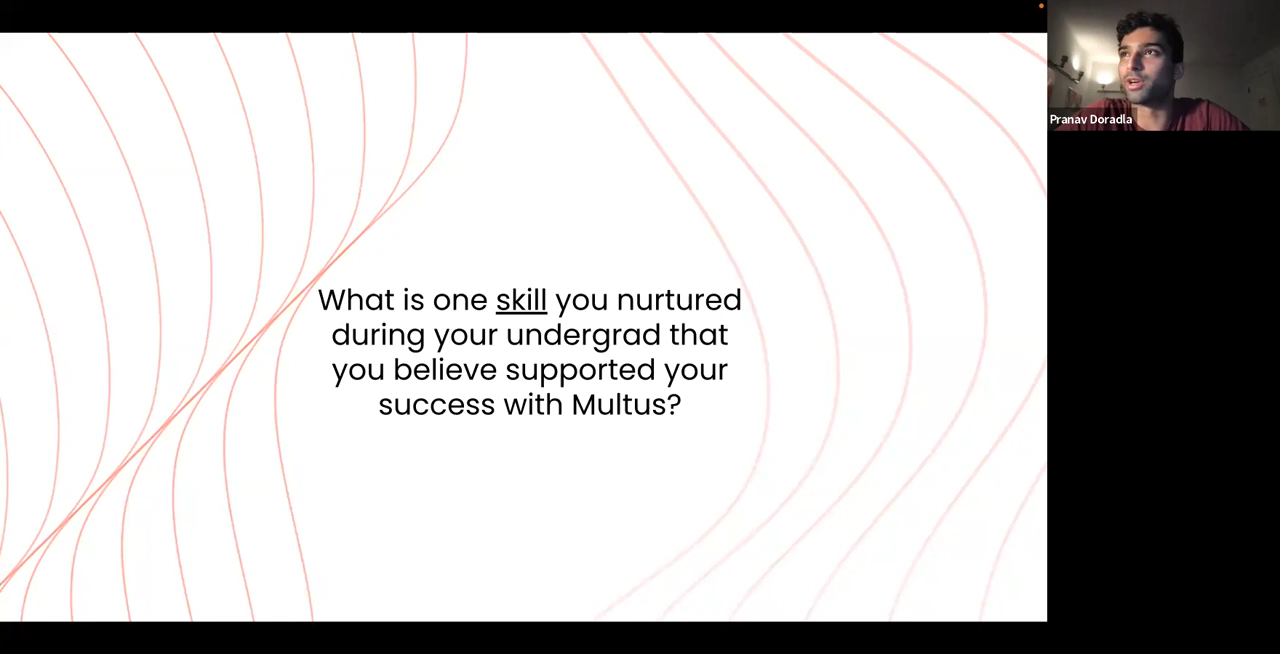 What is one skill you nurtured
during your undergrad that
you believe supported your
success with Multus?
Pranav Doradla